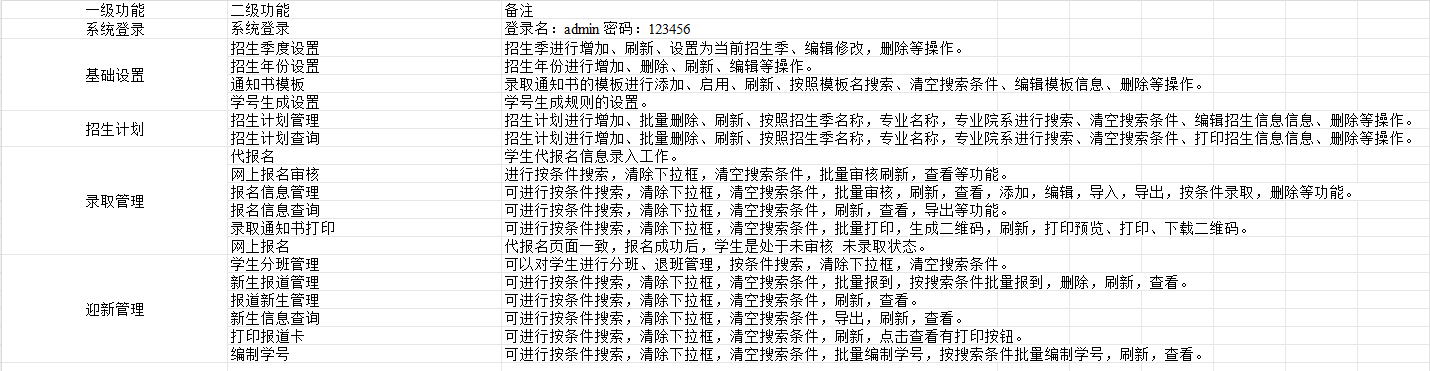 一级功能 二级功能 备注
系统登录 系统登录 登录名：admin 密码：123456
基础设置 招生季度设置 招生季进行增加、刷新、设置为当前招生季、编辑修改，删除等操作。
招生年份设置 招生年份进行增加、删除、刷新、编辑等操作。
通知书模板 录取通知书的模板进行添加、启用、刷新、按照模板名搜索、清空搜索条件、编辑模板信息、删除等操作。
学号生成设置 学号生成规则的设置。
招生计划 招生计划管理 招生计划进行增加、批量删除、刷新、按照招生季名称，专业名称，专业院系进行搜索、清空搜索条件、编辑招生信息信息、删除等操作。
招生计划查询 招生计划进行增加、批量删除、刷新、按照招生季名称，专业名称，专业院系进行搜索、清空搜索条件、打印招生信息信息、删除等操作。
录取管理 代报名 学生代报名信息录入工作。
网上报名审核 进行按条件搜索，清除下拉框，清空搜索条件，批量审核刷新，查看等功能。
报名信息管理 可进行按条件搜索，清除下拉框，清空搜索条件，批量审核，刷新，查看，添加，编辑，导入，导出，按条件录取，删除等功能。
报名信息查询 可进行按条件搜索，清除下拉框，清空搜索条件，刷新，查看，导出等功能。
录取通知书打印 可进行按条件搜索，清除下拉框，清空搜索条件，批量打印，生成二维码，刷新，打印预览、打印、下载二维码。
网上报名 代报名页面一致，报名成功后，学生是处于未审核 未录取状态。
迎新管理 学生分班管理 可以对学生进行分班、退班管理，按条件搜索，清除下拉框，清空搜索条件。
新生报道管理 可进行按条件搜索，清除下拉框，清空搜索条件，批量报到，按搜索条件批量报到，删除，刷新，查看。
报道新生管理 可进行按条件搜索，清除下拉框，清空搜索条件，刷新，查看。
新生信息查询 可进行按条件搜索，清除下拉框，清空搜索条件，导出，刷新，查看。
打印报道卡 可进行按条件搜索，清除下拉框，清空搜索条件，刷新，点击查看有打印按钮。
编制学号 可进行按条件搜索，清除下拉框，清空搜索条件，批量编制学号，按搜索条件批量编制学号，刷新，查看。